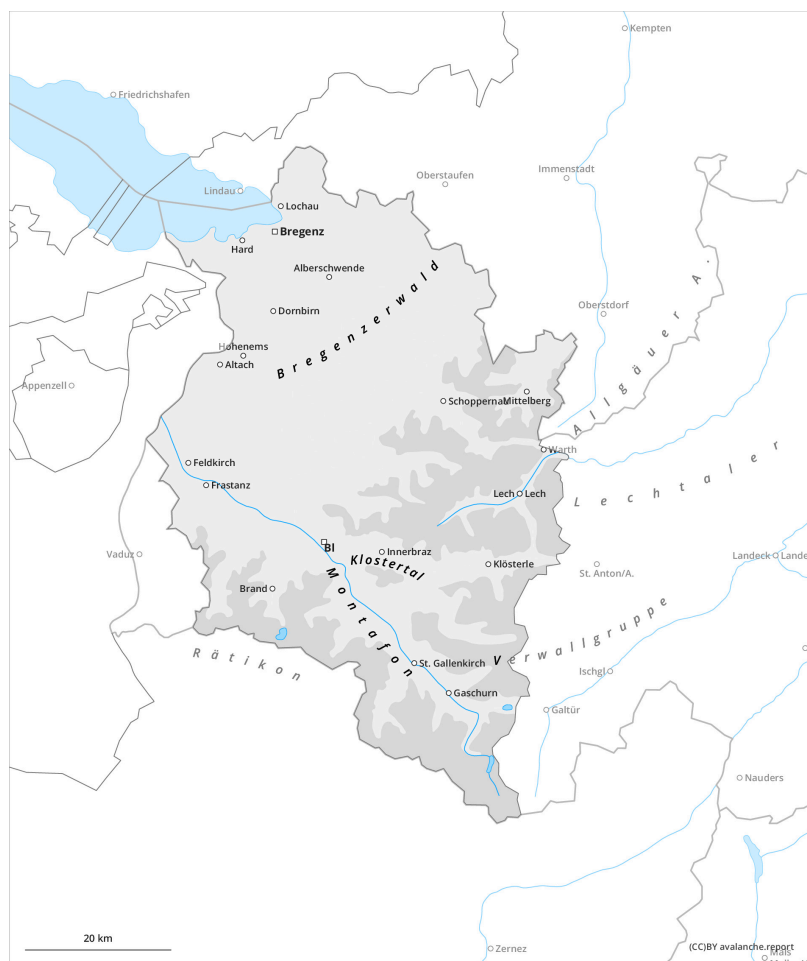 Kempten
Friedrichshafen
Oberstaufen
Immenstadt
Lindau
Lochau
Bregenz
Hard
Alberschwende
Bregenzerwald
Allgäuer A.
Oberstdorf
Dornbirn
Hohenems
Altach
Appenzell
Schoppernau
Mittelberg
Warth
Feldkirch
Frastanz
Lech
Lech
Lechtaler
Vaduz
Bl
Innerbraz
Klostertal
Klösterle
St. Anton/A.
Landeck
Brand
Montafon
Rätikon
St. Gallenkirch
Verwallgruppe
Ischgl
Gaschurn
Galtür
Nauders
20 km
Zernez
(CC)BY avalanche.report
Mals